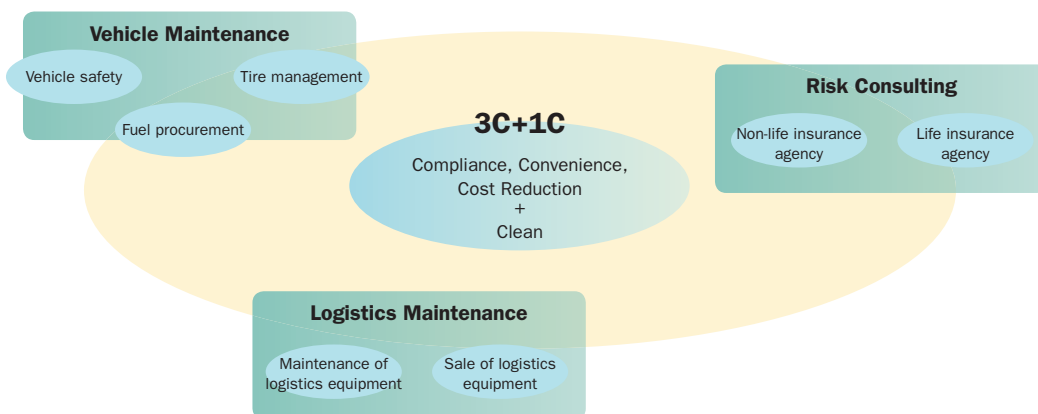 Vehicle Maintenance
Vehicle safety
Tire management
Fuel procurement
Risk Consulting
Non-life insurance
agency
Life insurance
agency
3C+1C
Compliance, Convenience,
Cost Reduction
+
Clean
Logistics Maintenance
Maintenance of
logistics equipment
Sale of logistics
equipment